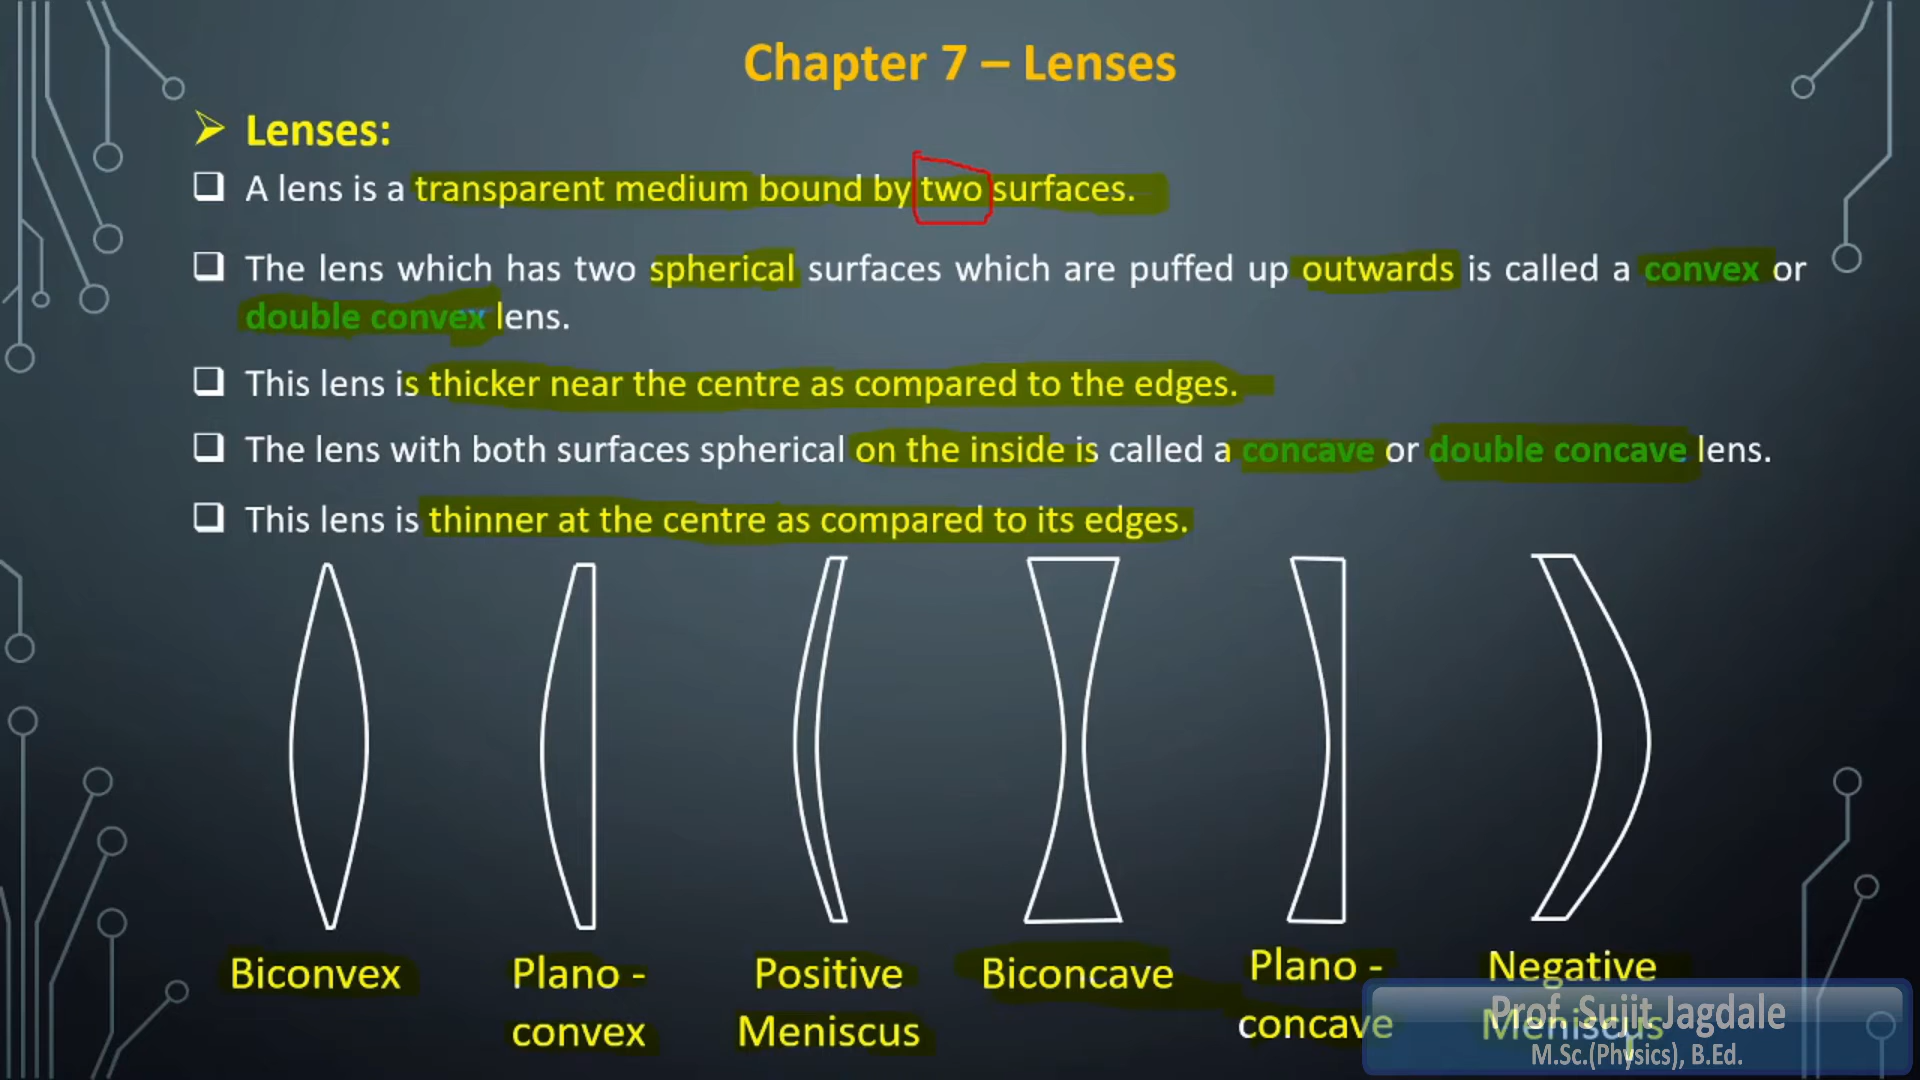 Chapter 7 – Lenses
Lenses:
A lens is a transparent medium bound by two surfaces.
The lens which has two spherical surfaces which are puffed up outwards is called a convex or
double convex lens.
This lens is thicker near the centre as compared to the edges.
The lens with both surfaces spherical on the inside is called a concave or double concave lens.
This lens is thinner at the centre as compared to its edges.
Biconvex
Plano -
convex
Positive
Meniscus
Biconcave
Plano -
concave
Negative
Meniscus
Prof. Sujit Jagdale
M.Sc.(Physics), B.Ed.